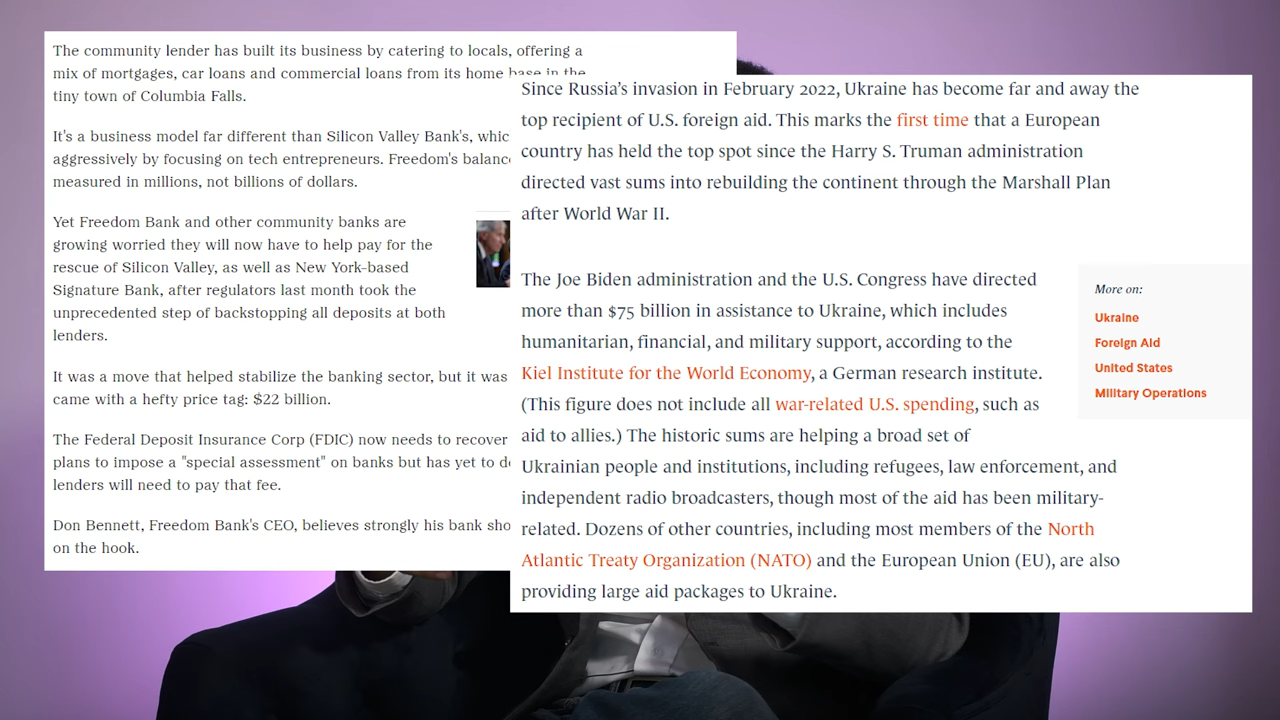 The community lender has built its business by catering to locals, offering a
mix of mortgages, car loans and commercial loans from its home base in the
tiny town of Columbia Falls.
It's a business model far different than Silicon Valley Bank's,
aggressively by focusing on tech entrepreneurs. Freedom's
measured in millions, not billions of dollars.
Yet Freedom Bank and other community banks are
growing worried they will now have to help pay for the
rescue of Silicon Valley, as well as New York-based
Signature Bank, after regulators last month took the
unprecedented step of backstopping all deposits at both
lenders.
It was a move that helped stabilize the banking sector, but it was
came with a hefty price tag: $22 billion.
The Federal Deposit Insurance Corp (FDIC) now needs to recover
plans to impose a "special assessment" on banks but has yet to
lenders will need to pay that fee.
Don Bennett, Freedom Bank's CEO, believes strongly his bank
on the hook.
Since Russia's invasion in February 2022, Ukraine has become far and away the
top recipient of U.S. foreign aid. This marks the first time that a European
country has held the top spot since the Harry S. Truman administration
directed vast sums into rebuilding the continent through the Marshall Plan
after World War II.
The Joe Biden administration and the U.S. Congress have directed
more than $75 billion in assistance to Ukraine, which includes
humanitarian, financial, and military support, according to the
Kiel Institute for the World Economy, a German research institute.
(This figure does not include all war-related U.S. spending, such as
aid to allies.) The historic sums are helping a broad set of
Ukrainian people and institutions, including refugees, law enforcement, and
independent radio broadcasters, though most of the aid has been military-
related. Dozens of other countries, including most members of the North
Atlantic Treaty Organization (NATO) and the European Union (EU), are also
providing large aid packages to Ukraine.
More on:
Ukraine
Foreign Aid
United States
Military Operations